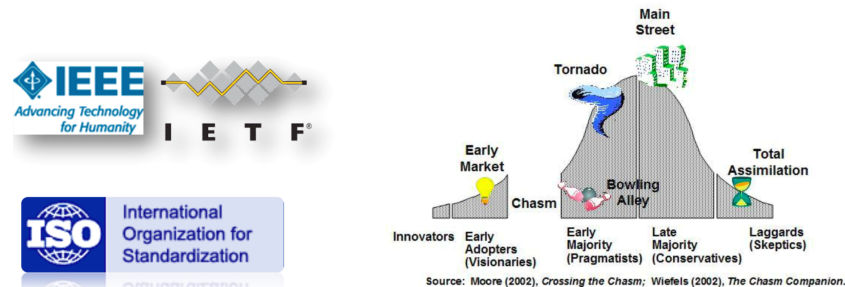 IEEE
Advancing Technology
for Humanity
IETF®
ISO
International
Organization for
Standardization
Main
Street
Tornado
Early
Market
Total
Assimilation
Bowling
Alley
Chasm
Innovators
Early
Adopters
(Visionaries)
Early
Majority
(Pragmatists)
Late
Majority
(Conservatives)
Laggards
(Skeptics)
Source: Moore (2002), Crossing the Chasm; Wiefels (2002), The Chasm Companion.